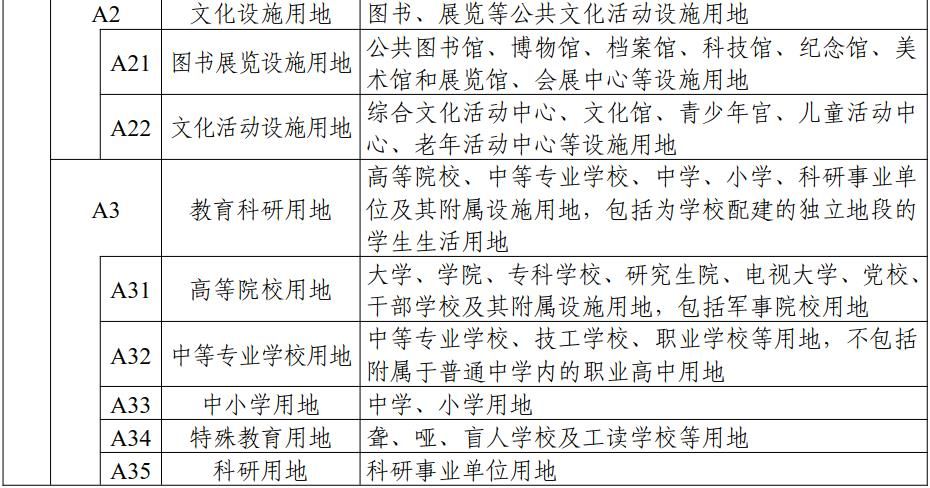 A2 文化设施用地 图书、展览等公共文化活动设施用地
A21 图书展览设施用地 公共图书馆、博物馆、档案馆、科技馆、纪念馆、美
术馆和展览馆、会展中心等设施用地
A22 文化活动设施用地 综合文化活动中心、文化馆、青少年宫、儿童活动中
心、老年活动中心等设施用地
A3 教育科研用地 高等院校、中等专业学校、中学、小学、科研事业单
位及其附属设施用地，包括为学校配建的独立地段的
学生生活用地
A31 高等院校用地 大学、学院、专科学校、研究生院、电视大学、党校、
干部学校及其附属设施用地，包括军事院校用地
A32 中等专业学校用地 中等专业学校、技工学校、职业学校等用地，不包括
附属于普通中学内的职业高中用地
A33 中小学用地 中学、小学用地
A34 特殊教育用地 聋、哑、盲人学校及工读学校等用地
A35 科研用地 科研事业单位用地